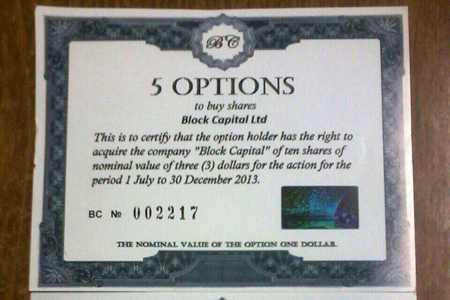 BC
5 OPTIONS
to buy shares
Block Capital Ltd
This is to certify that the option holder has the right to
acquire the company "Block Capital" of ten shares of
nominal value of three (3) dollars for the action for the
period 1 July to 30 December 2013.
BC № 002217
THE NOMINAL VALUE OF THE OPTION ONE DOLLAR.